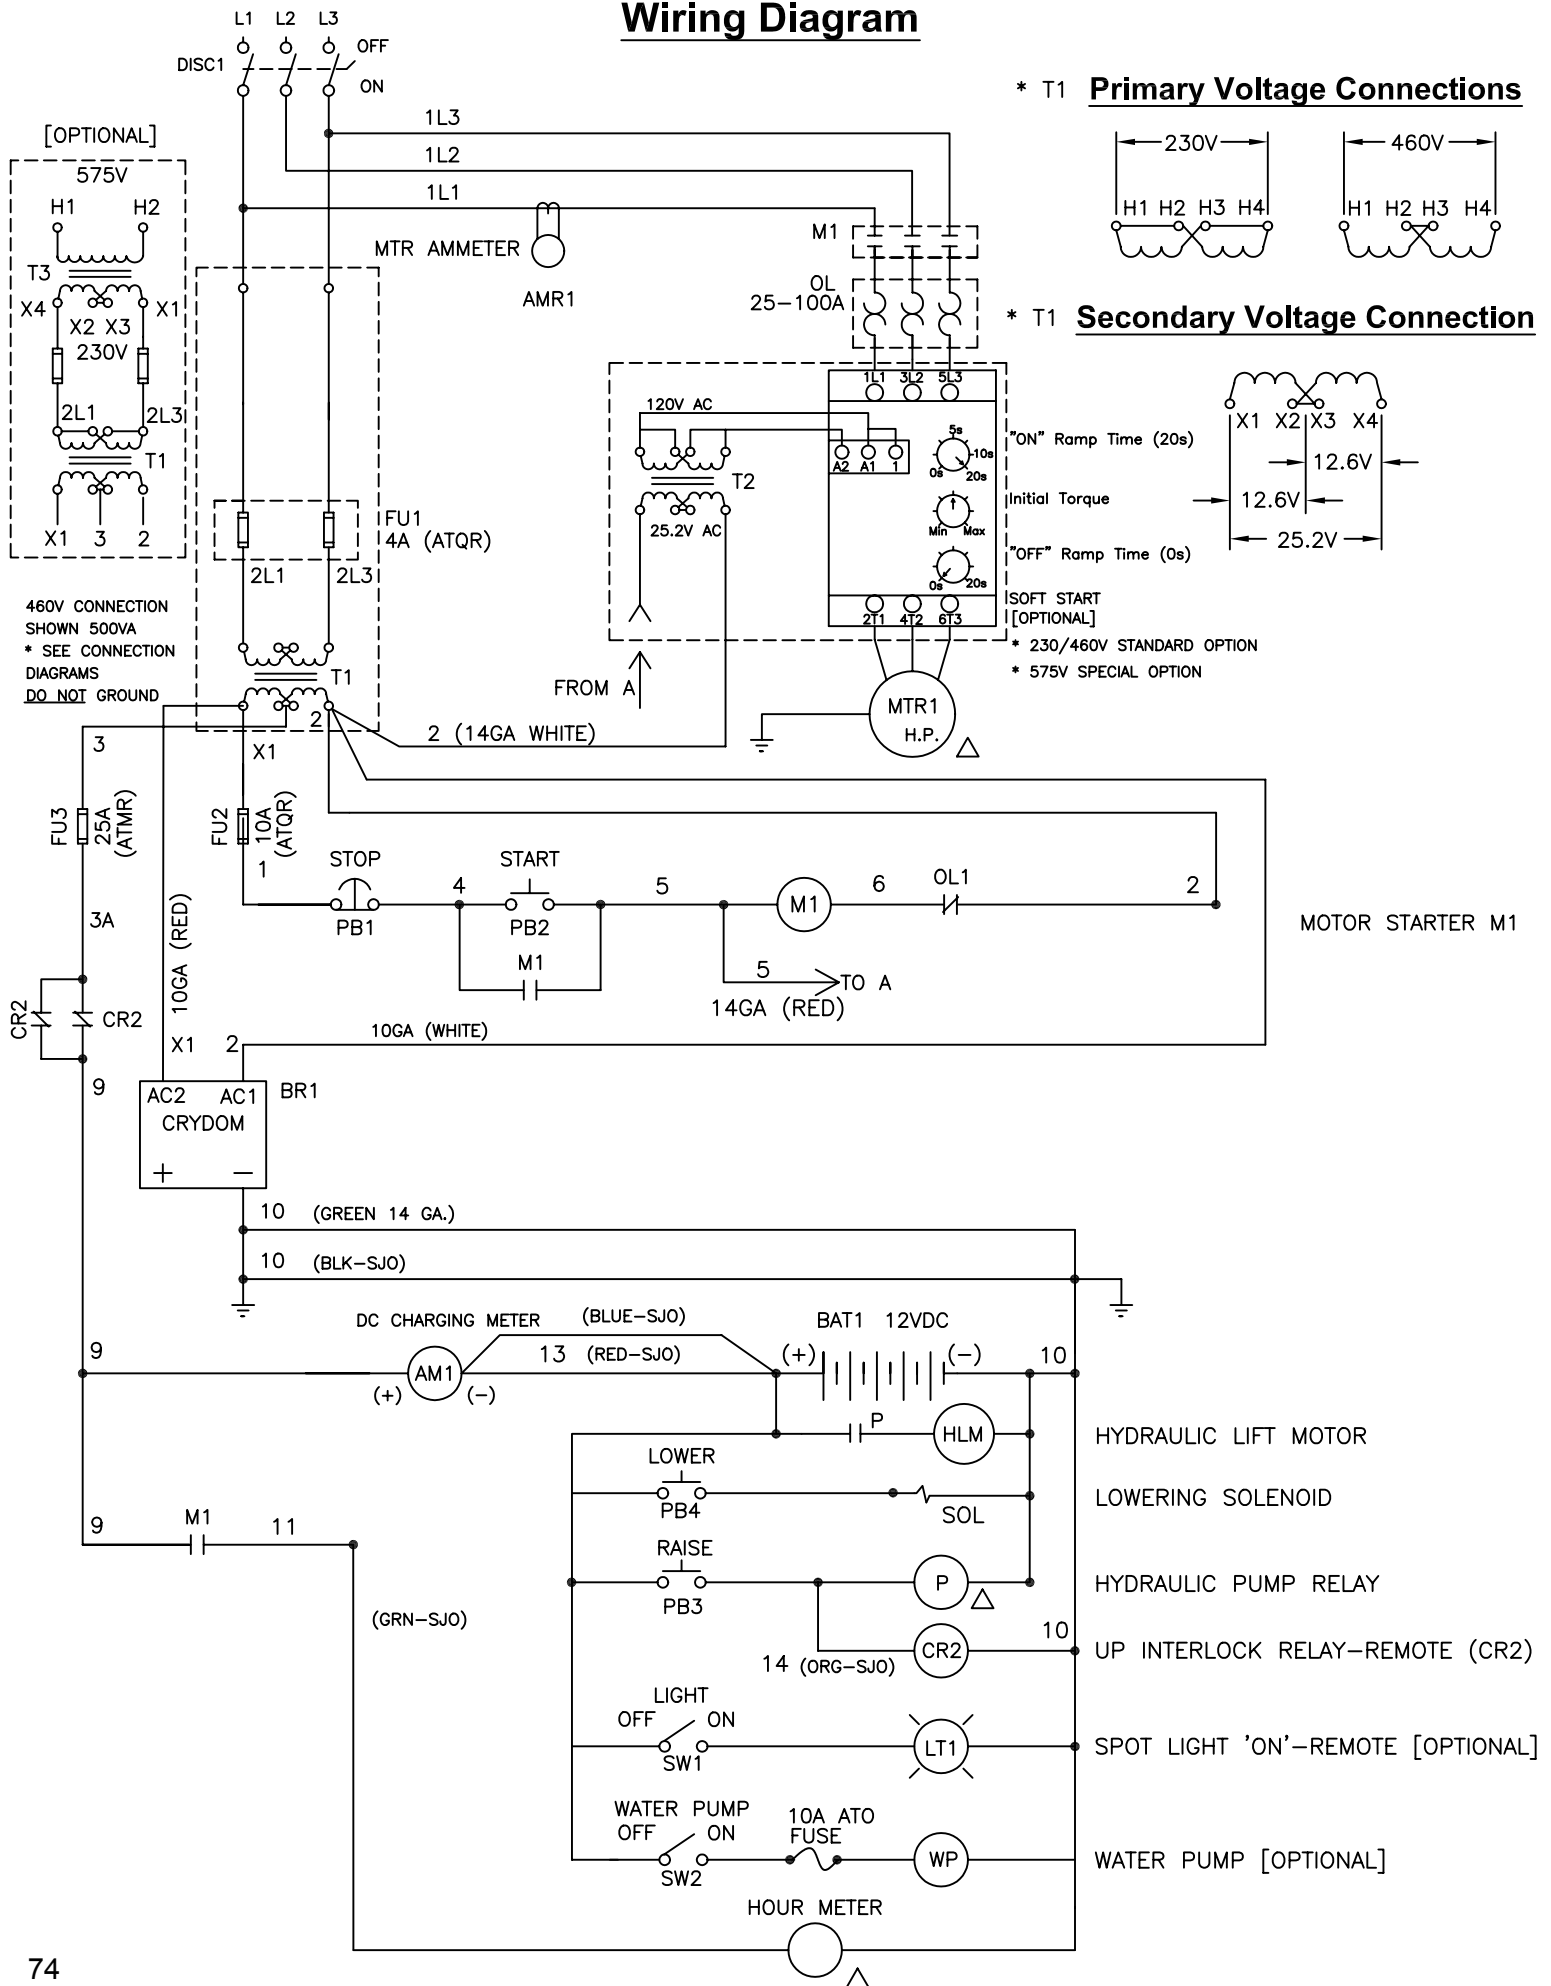 Wiring Diagram
L1 L2 L3
OFF
DISC1
ON
* T1 Primary Voltage Connections
230V
460V
H1 H2 H3 H4
H1 H2 H3 H4
[OPTIONAL]
575V
H1 H2
T3
X4 X1
X2 X3
230V
2L1 2L3
T1
X1 3 2
1L3
1L2
1L1
MTR AMMETER
AMR1
M1
OL
25-100A
* T1 Secondary Voltage Connection
X1 X2 X3 X4
12.6V
12.6V
25.2V
FU1
4A (ATQR)
2L1 2L3
460V CONNECTION
SHOWN 500VA
* SEE CONNECTION
DIAGRAMS
DO NOT GROUND
T1
2
X1
3
120V AC
T2
25.2V AC
FROM A
2 (14GA WHITE)
1L1 3L2 5L3
A2 A1 1
5s
10s
0s 20s
"ON" Ramp Time (20s)
Initial Torque
Min Max
"OFF" Ramp Time (0s)
0s 20s
2T1 4T2 6T3
SOFT START
[OPTIONAL]
* 230/460V STANDARD OPTION
* 575V SPECIAL OPTION
MTR1
H.P.
FU3
25A
(ATMR)
FU2
10A
(ATQR)
1
3A
10GA (RED)
STOP
PB1
4
START
PB2
M1
5
M1
6
OL1
2
MOTOR STARTER M1
5
TO A
14GA (RED)
CR2
CR2
X1 2
10GA (WHITE)
9
AC2 AC1
CRYDOM
+ −
BR1
10 (GREEN 14 GA.)
10 (BLK-SJO)
DC CHARGING METER
(BLUE-SJO)
9
AM1
(+) (-)
13 (RED-SJO)
BAT1 12VDC
(+) (-)
10
P
HLM
HYDRAULIC LIFT MOTOR
LOWER
PB4
SOL
LOWERING SOLENOID
9
M1
11
RAISE
PB3
P
HYDRAULIC PUMP RELAY
(GRN-SJO)
14 (ORG-SJO)
CR2
10
UP INTERLOCK RELAY-REMOTE (CR2)
LIGHT
OFF ON
SW1
LT1
SPOT LIGHT 'ON'-REMOTE [OPTIONAL]
WATER PUMP
OFF ON
SW2
10A ATO
FUSE
WP
WATER PUMP [OPTIONAL]
HOUR METER
74